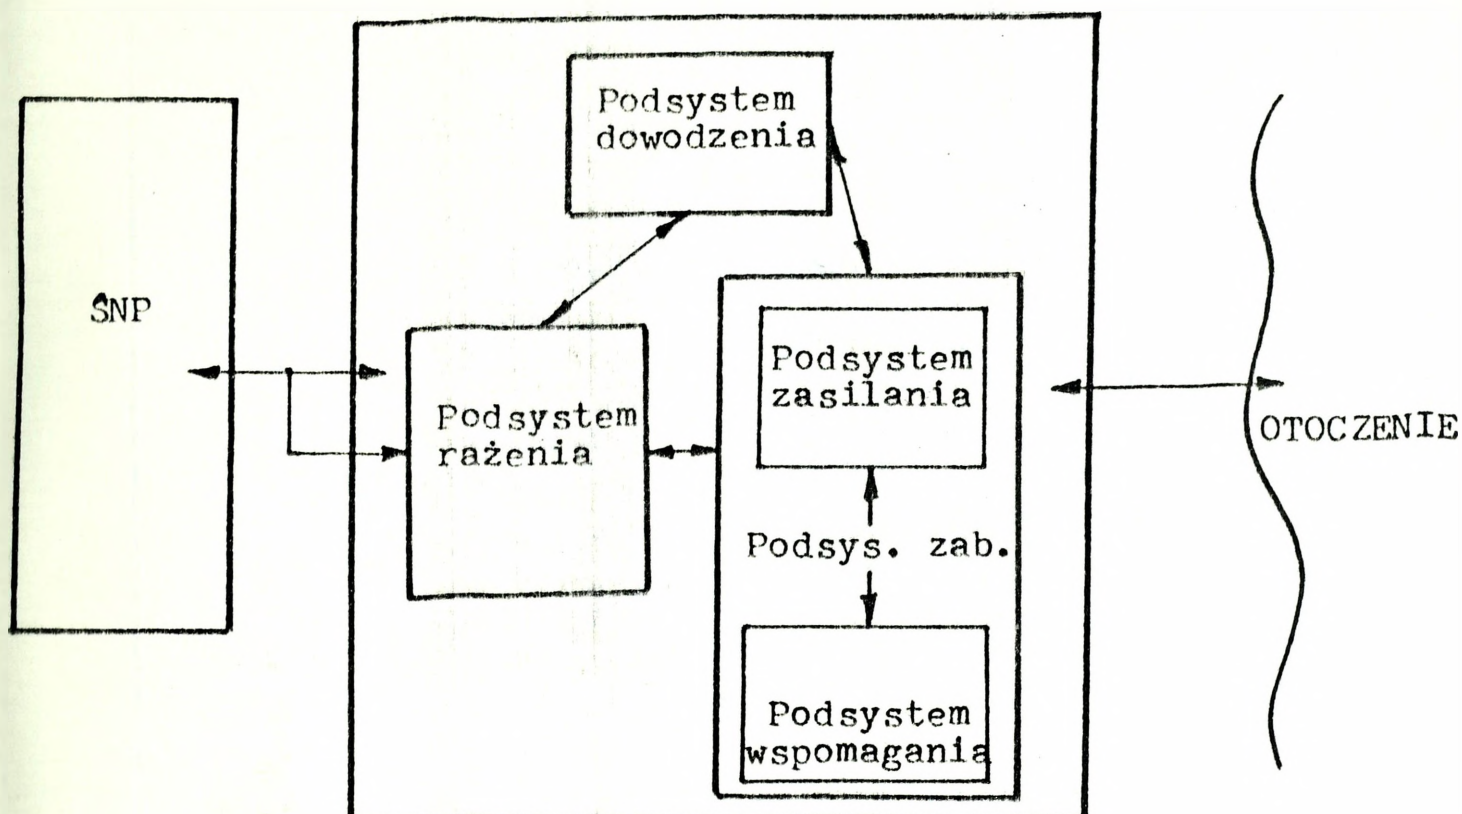 Podsystem
dowodzenia
ŚNP
Podsystem
zasilania
Podsystem
rażenia
OTOCZENIE
Podsys. zab.
Podsystem
wspomagania